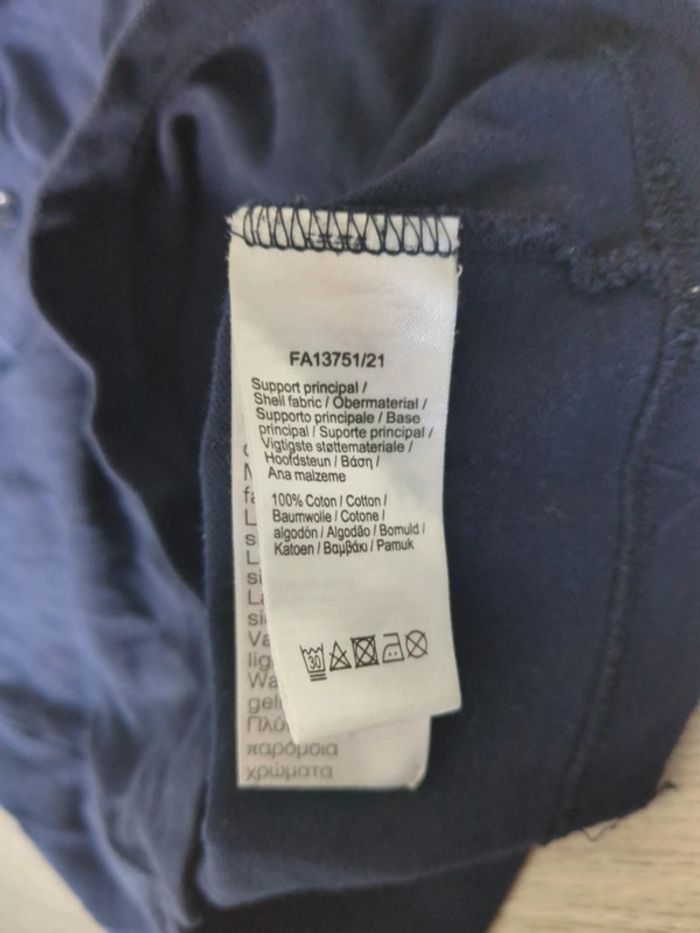 FA13751/21
Support principal /
Shell fabric / Obermaterial /
Supporto principale / Base
principal / Suporte principal /
Vigtigste støttemateriale /
Hoofdsteun / Βάση /
Ana malzeme
100% Coton / Cotton /
Baumwolle / Cotone /
algodón / Algodão / Bomuld /
Katoen / Βαμβάκι / Pamuk
30
παρόμοια
χρώματα